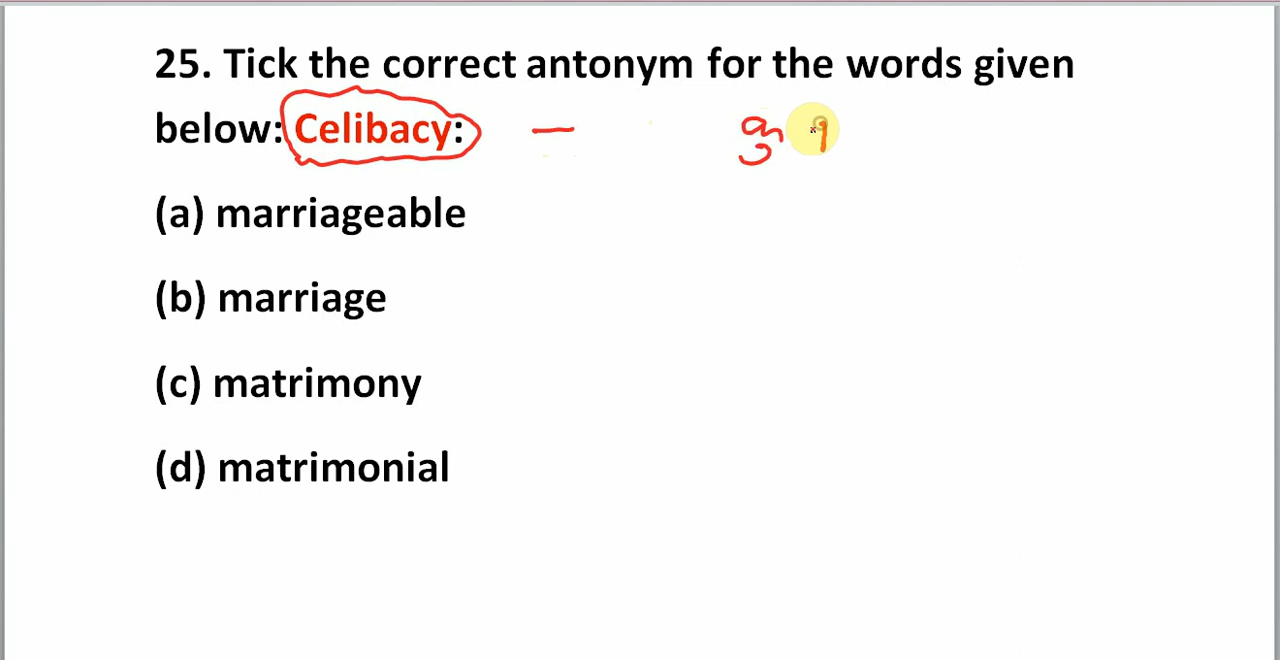 25. Tick the correct antonym for the words given
below: Celibacy: –
(a) marriageable
(b) marriage
(c) matrimony
(d) matrimonial